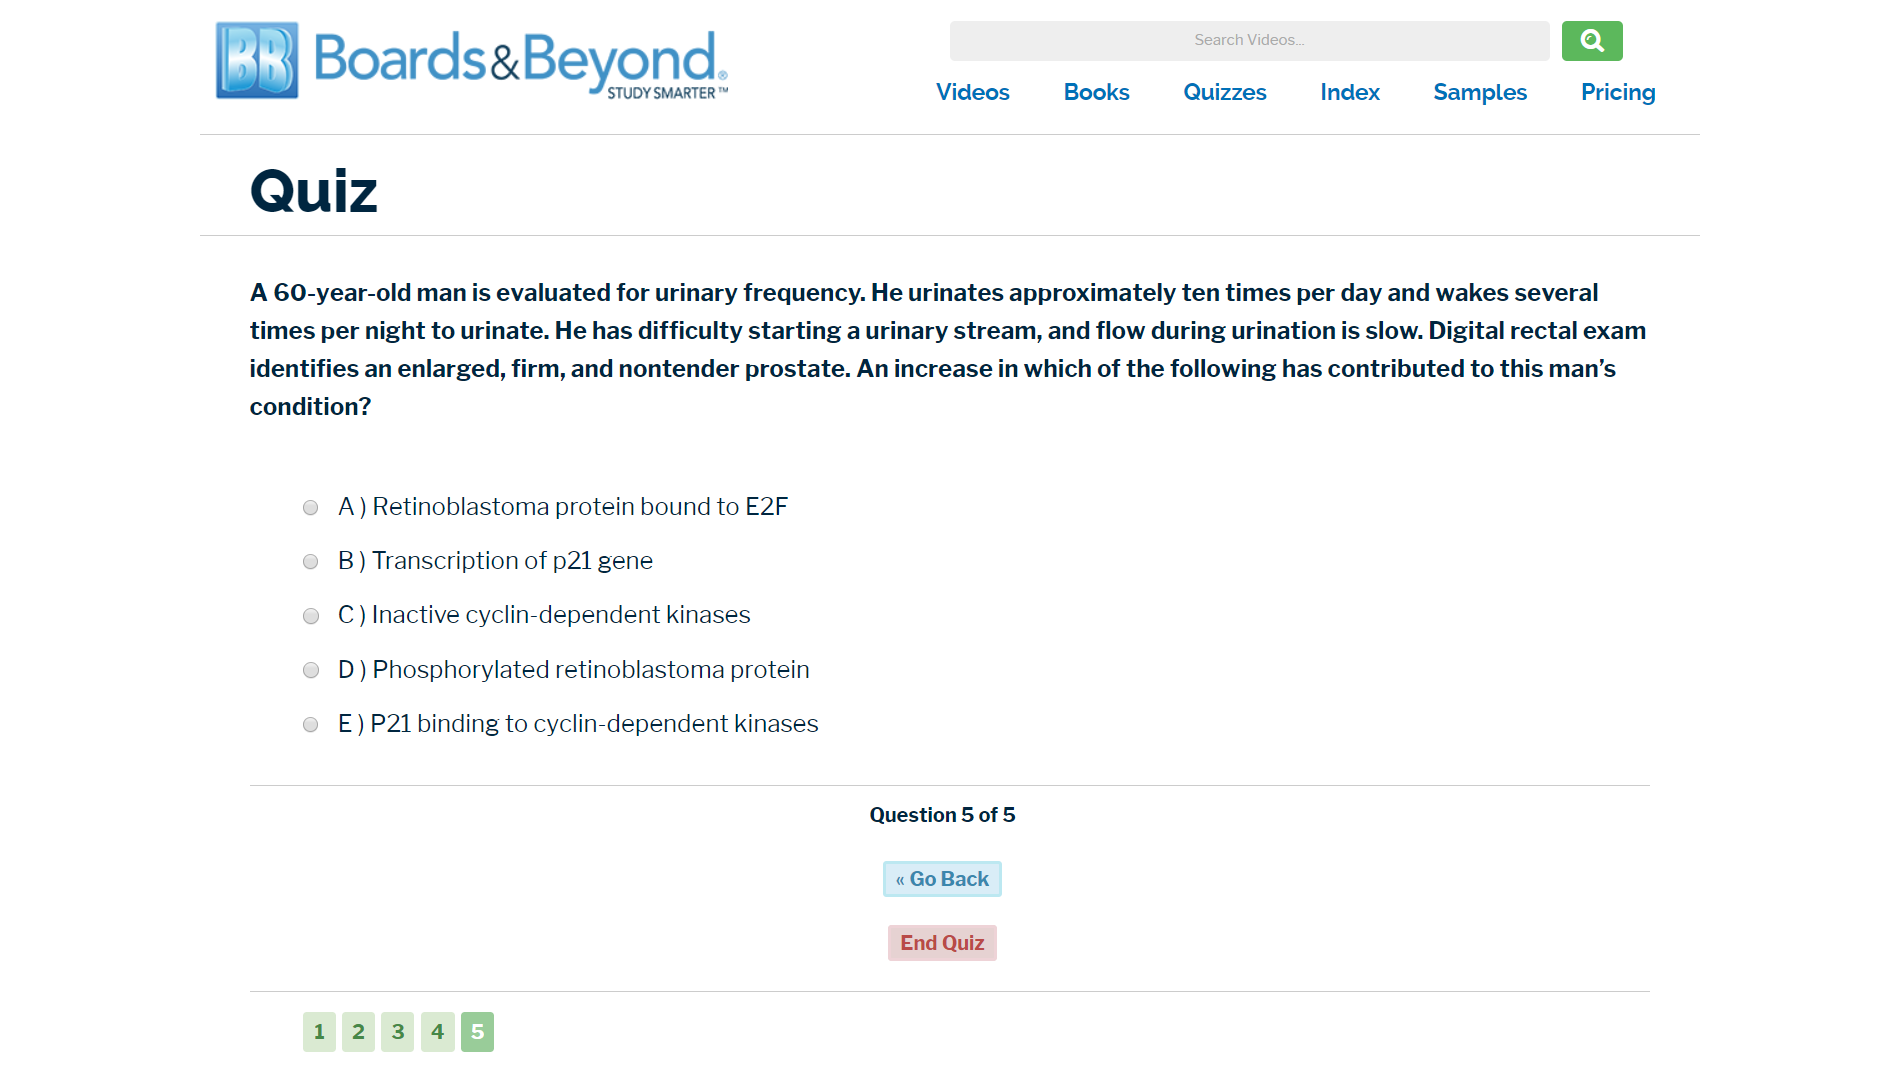 BB Boards&Beyond®
STUDY SMARTER™
Search Videos...
Videos Books Quizzes Index Samples Pricing
Quiz
A 60-year-old man is evaluated for urinary frequency. He urinates approximately ten times per day and wakes several
times per night to urinate. He has difficulty starting a urinary stream, and flow during urination is slow. Digital rectal exam
identifies an enlarged, firm, and nontender prostate. An increase in which of the following has contributed to this man’s
condition?
A ) Retinoblastoma protein bound to E2F
B ) Transcription of p21 gene
C ) Inactive cyclin-dependent kinases
D ) Phosphorylated retinoblastoma protein
E ) P21 binding to cyclin-dependent kinases
Question 5 of 5
« Go Back
End Quiz
1 2 3 4 5